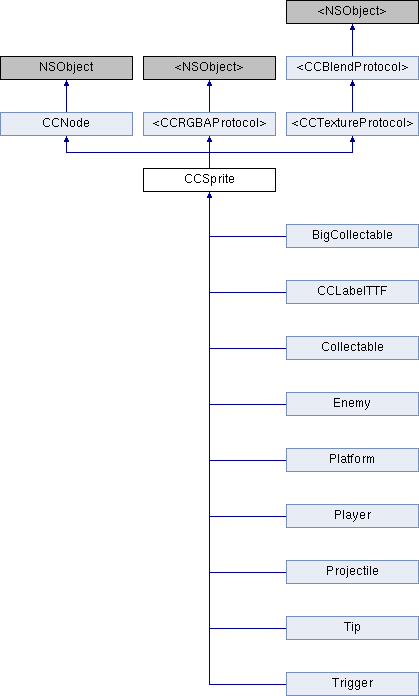 <NSObject>
NSObject
<NSObject>
<CCBlendProtocol>
CCNode
<CCRGBAProtocol>
<CCTextureProtocol>
CCSprite
BigCollectable
CCLabelTTF
Collectable
Enemy
Platform
Player
Projectile
Tip
Trigger